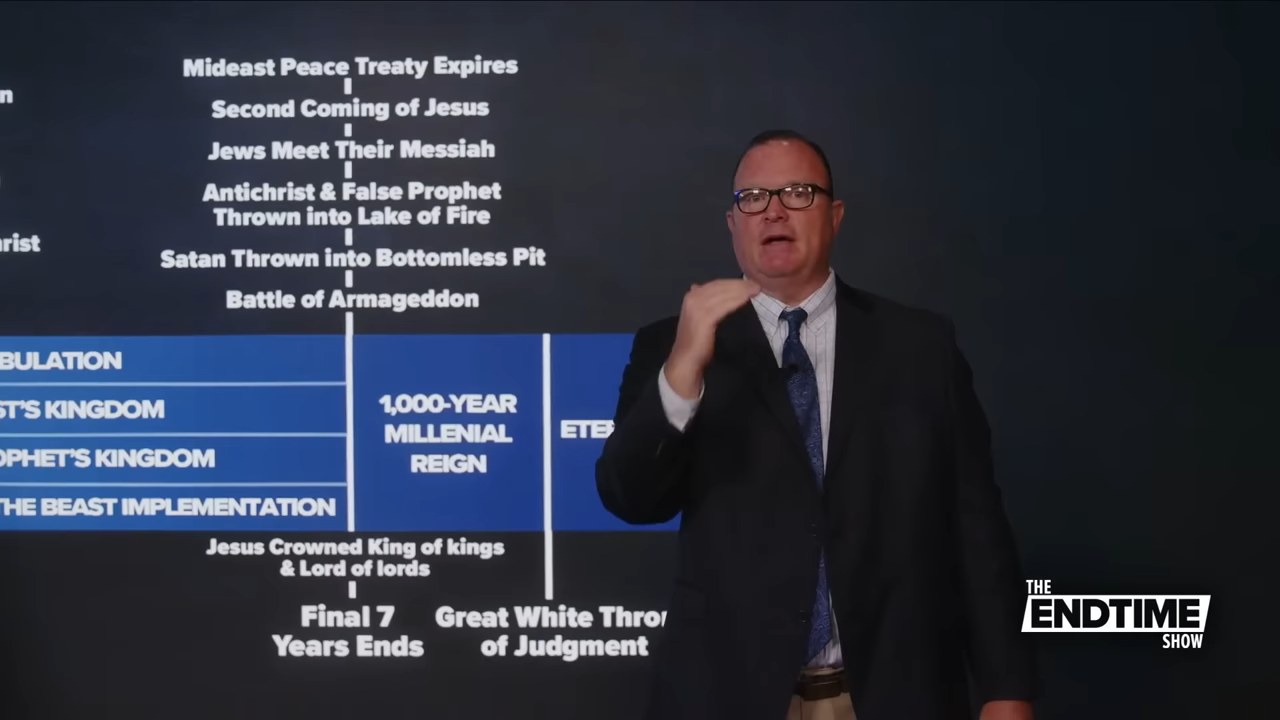 Mideast Peace Treaty Expires
Second Coming of Jesus
Jews Meet Their Messiah
Antichrist & False Prophet
Thrown into Lake of Fire
Satan Thrown into Bottomless Pit
Battle of Armageddon
BULATION
ST'S KINGDOM
OPHET'S KINGDOM
THE BEAST IMPLEMENTATION
1,000-YEAR
MILLENIAL
REIGN
Jesus Crowned King of kings
& Lord of lords
Final 7
Years Ends
Great White Thron
of Judgment
THE
ENDTIME
SHOW